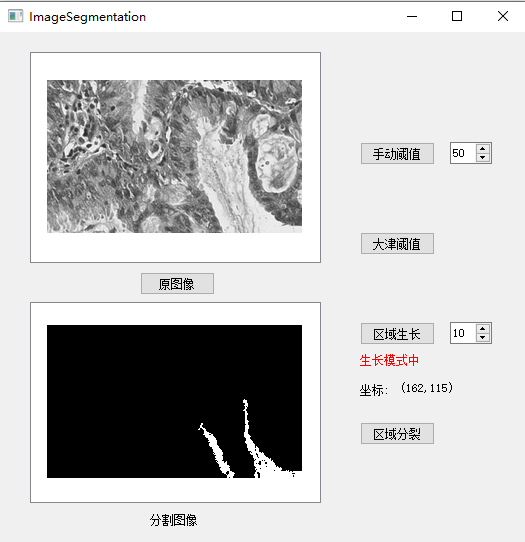 ImageSegmentation
手动阈值
50
大津阈值
原图像
区域生长
10
生长模式中
坐标: (162,115)
区域分裂
分割图像